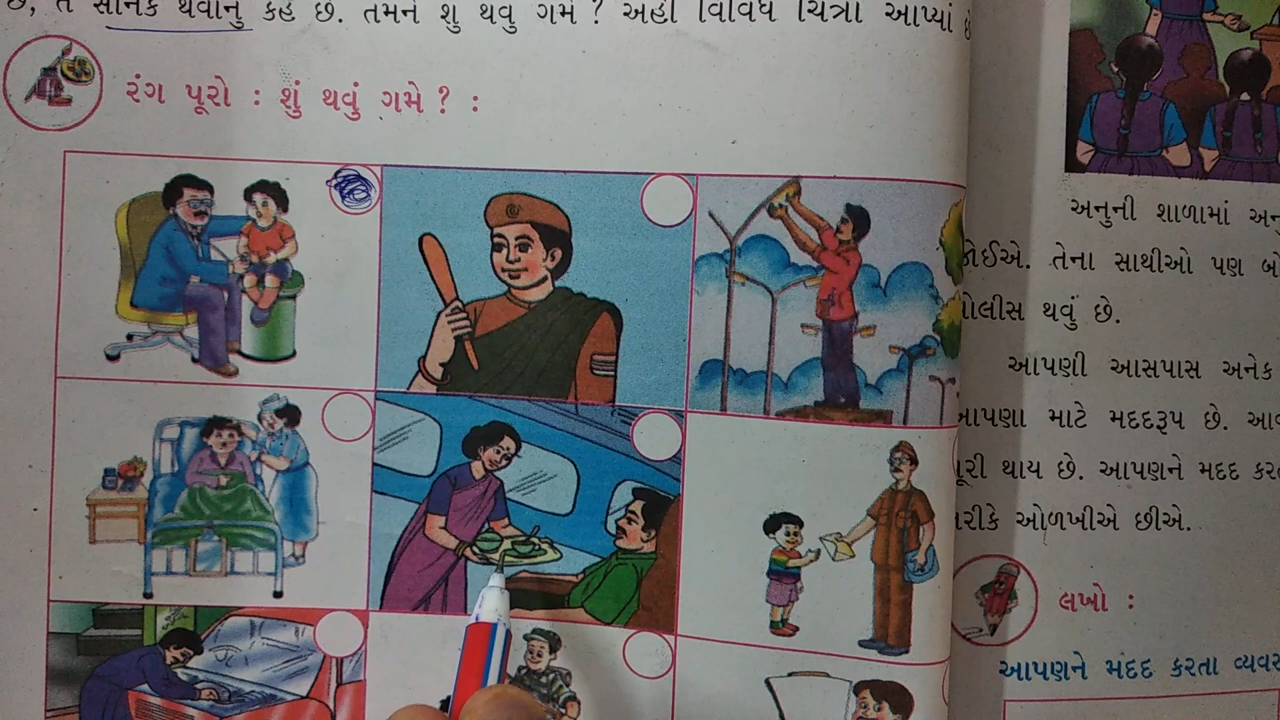 છે, તે સૈનિક થવાનું કહે છે. તમને શું થવું ગમે ? અહીં વિવિધ ચિત્રો આપ્યાં
રંગ પૂરો : શું થવું ગમે ? :
અનુની શાળામાં
જોઈએ. તેના સાથીઓ પણ
પોલીસ થવું છે.
આપણી આસપાસ અનેક
આપણા માટે મદદરૂપ છે.
પૂરી થાય છે. આપણને મદદ
તરીકે ઓળખીએ છીએ.
લખો :
આપણને મદદ કરતા